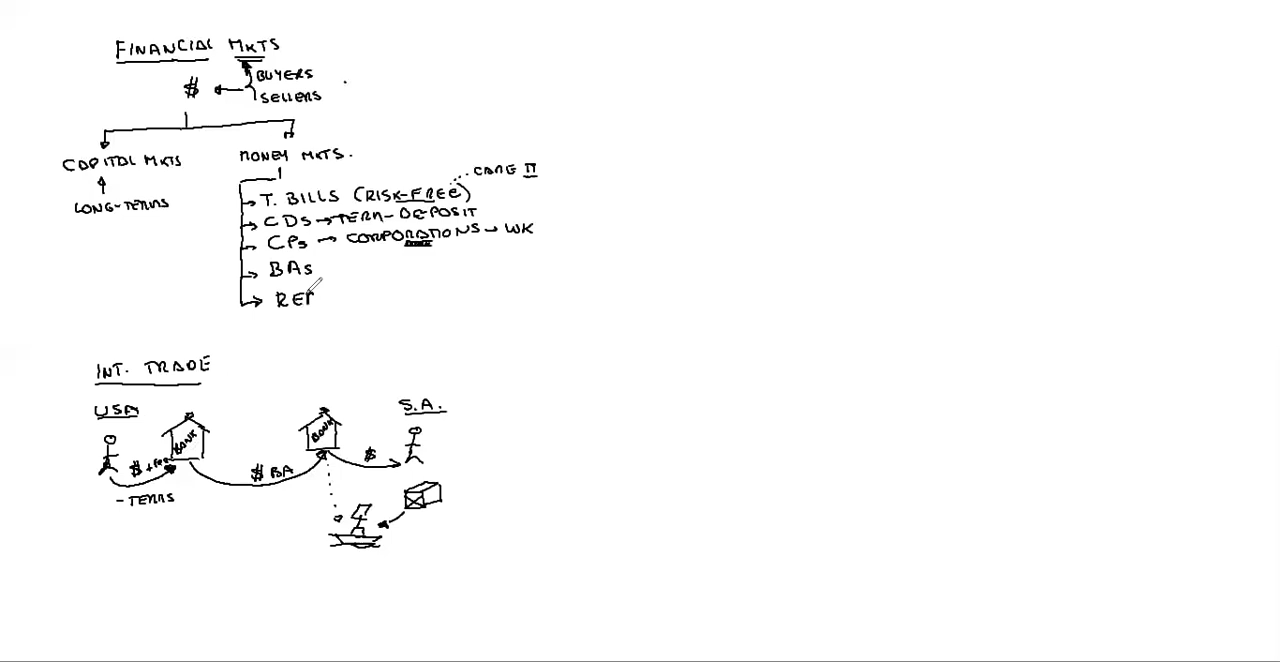 FINANCIAL MKTS
$ BUYERS
SELLERS
CAPITAL MKTS
LONG-TERMS
MONEY MKTS.
T. BILLS (RISK-FREE) ... CAPE II
CDs → TERM-DEPOSIT
CPs → CORPORATIONS → WK
BAs
REP
INT. TRADE
USA
S.A.
BANK
BANK
$ + Fee
$ BA
$
- TERMS